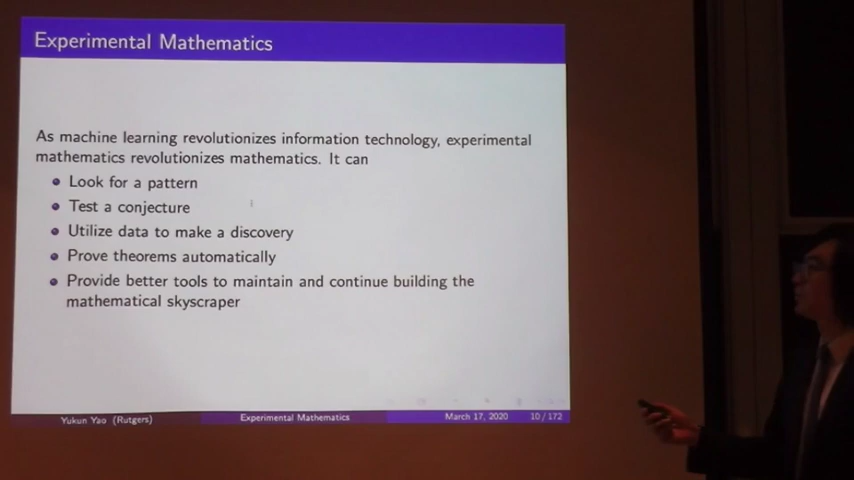 Experimental Mathematics
As machine learning revolutionizes information technology, experimental
mathematics revolutionizes mathematics. It can
Look for a pattern
Test a conjecture
Utilize data to make a discovery
Prove theorems automatically
Provide better tools to maintain and continue building the
mathematical skyscraper
Yukun Yao (Rutgers) Experimental Mathematics March 17, 2020 10 / 172